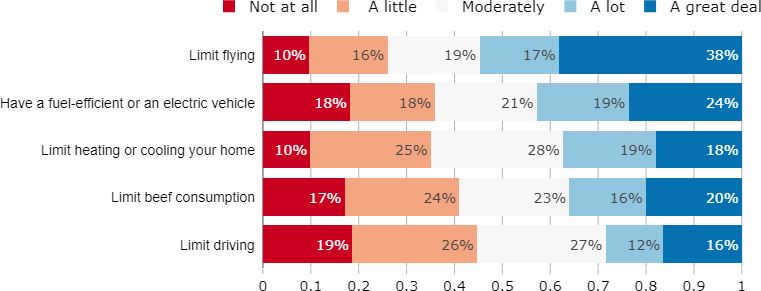 Not at all A little Moderately A lot A great deal
Limit flying 10% 16% 19% 17% 38%
Have a fuel-efficient or an electric vehicle 18% 18% 21% 19% 24%
Limit heating or cooling your home 10% 25% 28% 19% 18%
Limit beef consumption 17% 24% 23% 16% 20%
Limit driving 19% 26% 27% 12% 16%
0 0.1 0.2 0.3 0.4 0.5 0.6 0.7 0.8 0.9 1